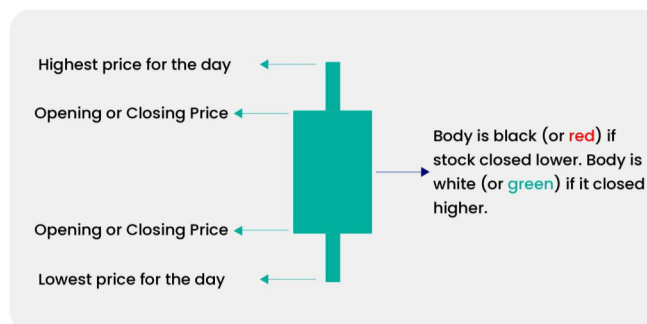 Highest price for the day
Opening or Closing Price
Body is black (or red) if
stock closed lower. Body is
white (or green) if it closed
higher.
Opening or Closing Price
Lowest price for the day